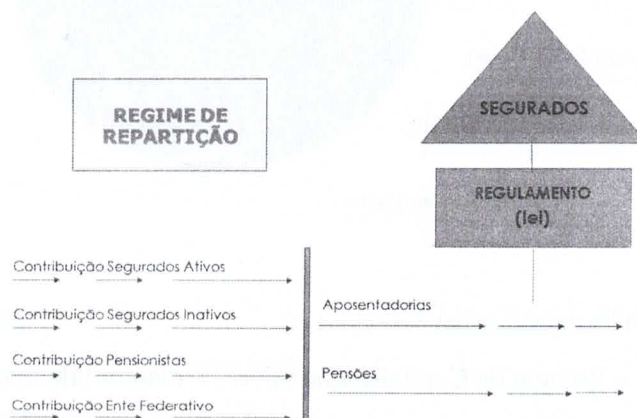 REGIME DE
REPARTIÇÃO
SEGURADOS
REGULAMENTO
(lei)
Contribuição Segurados Ativos
Contribuição Segurados Inativos
Contribuição Pensionistas
Contribuição Ente Federativo
Aposentadorias
Pensões